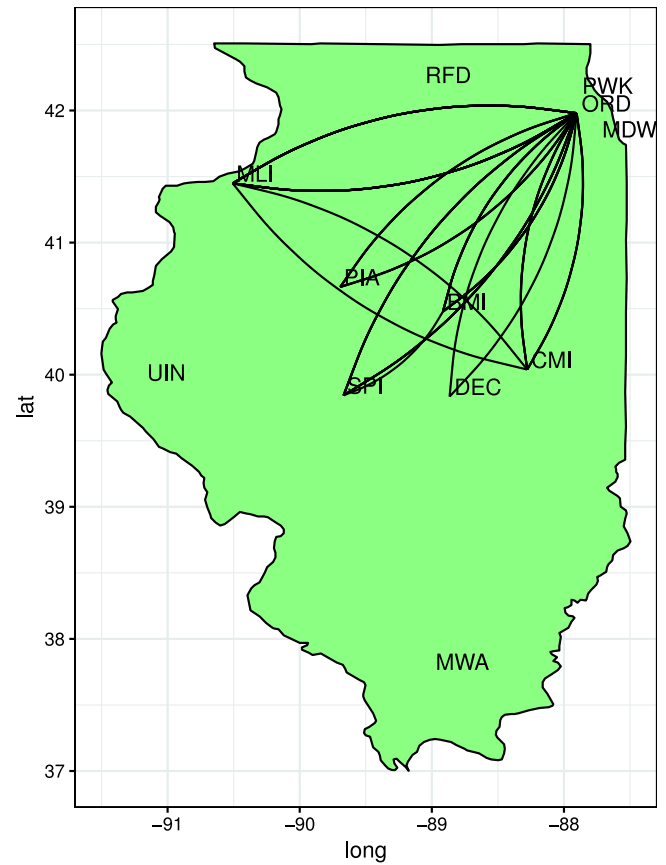 RFD
PWK
42
ORD
MDW
MLI
41
PIA
BMI
CMI
40
UIN
SPI
DEC
lat
39
38
MWA
37
−91
−90
−89
−88
long